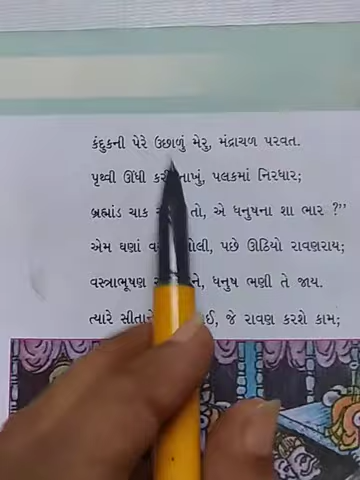 કંદુકની પેરે ઉછાળું મેરુ, મંદ્રાચળ પરવત.
પૃથ્વી ઊંધી કરી નાખું, પલકમાં નિરધાર;
બ્રહ્માંડ ચાક તો, એ ધનુષના શા ભાર ?”
એમ ઘણાં બોલી, પછે ઊઠિયો રાવણરાય;
વસ્ત્રાભૂષણ ને, ધનુષ ભણી તે જાય.
ત્યારે સીતાને જે રાવણ કરશે કામ;